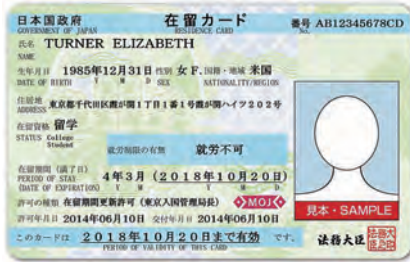 日本国政府 在留カード 番号 AB12345678CD
GOVERNMENT OF JAPAN RESIDENCE CARD No.
氏名 TURNER ELIZABETH
NAME
生年月日 1985年12月31日 性別 女 F. 国籍・地域 米国
DATE OF BIRTH Y M D SEX NATIONALITY/REGION
住居地 東京都千代田区霞が関1丁目1番1号霞が関ハイツ202号
ADDRESS
在留資格 留学
STATUS College
Student
就労制限の有無 就労不可
在留期間(満了日) 4年3月(2018年10月20日)
PERIOD OF STAY
(DATE OF EXPIRATION) Y M Y M D
許可の種類 在留期間更新許可(東京入国管理局長) MOJ
許可年月日 2014年06月10日 交付年月日 2014年06月10日
見本・SAMPLE
このカードは 2018年10月20日まで有効 です。 法務大臣
PERIOD OF VALIDITY OF THIS CARD